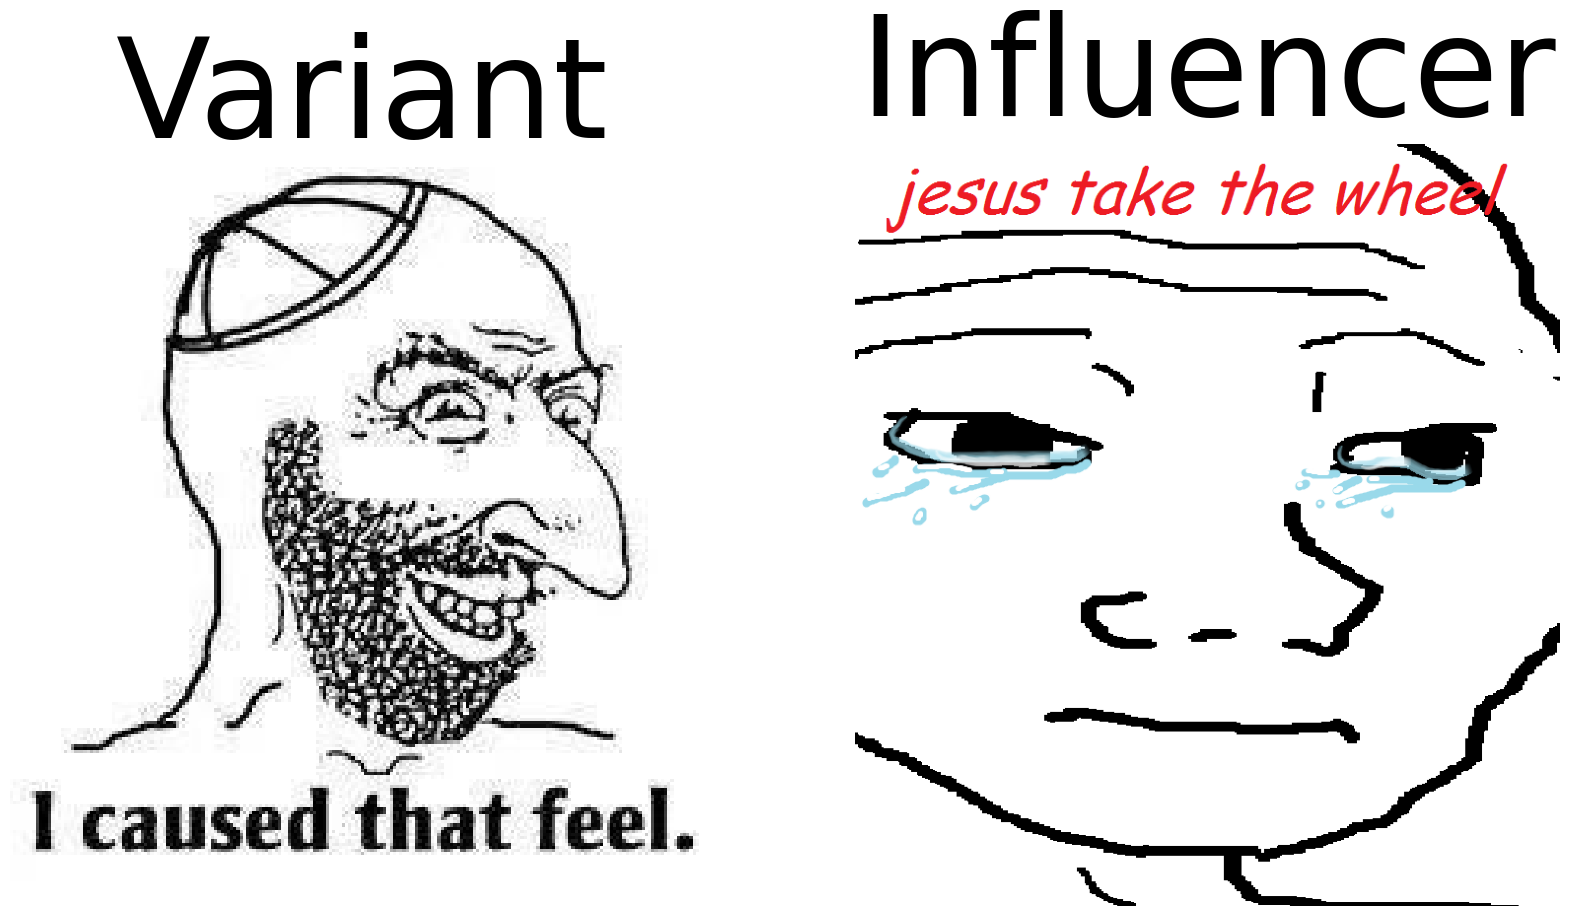 Variant
Influencer
jesus take the wheel
I caused that feel.